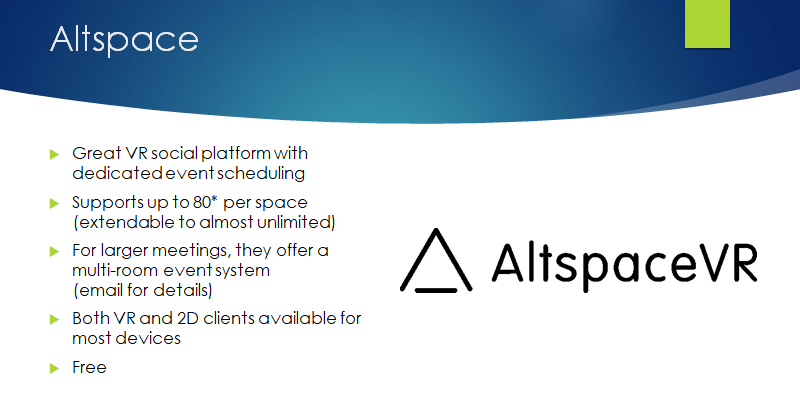 Altspace
Great VR social platform with
dedicated event scheduling
Supports up to 80* per space
(extendable to almost unlimited)
For larger meetings, they offer a
multi-room event system
(email for details)
Both VR and 2D clients available for
most devices
Free
AltspaceVR